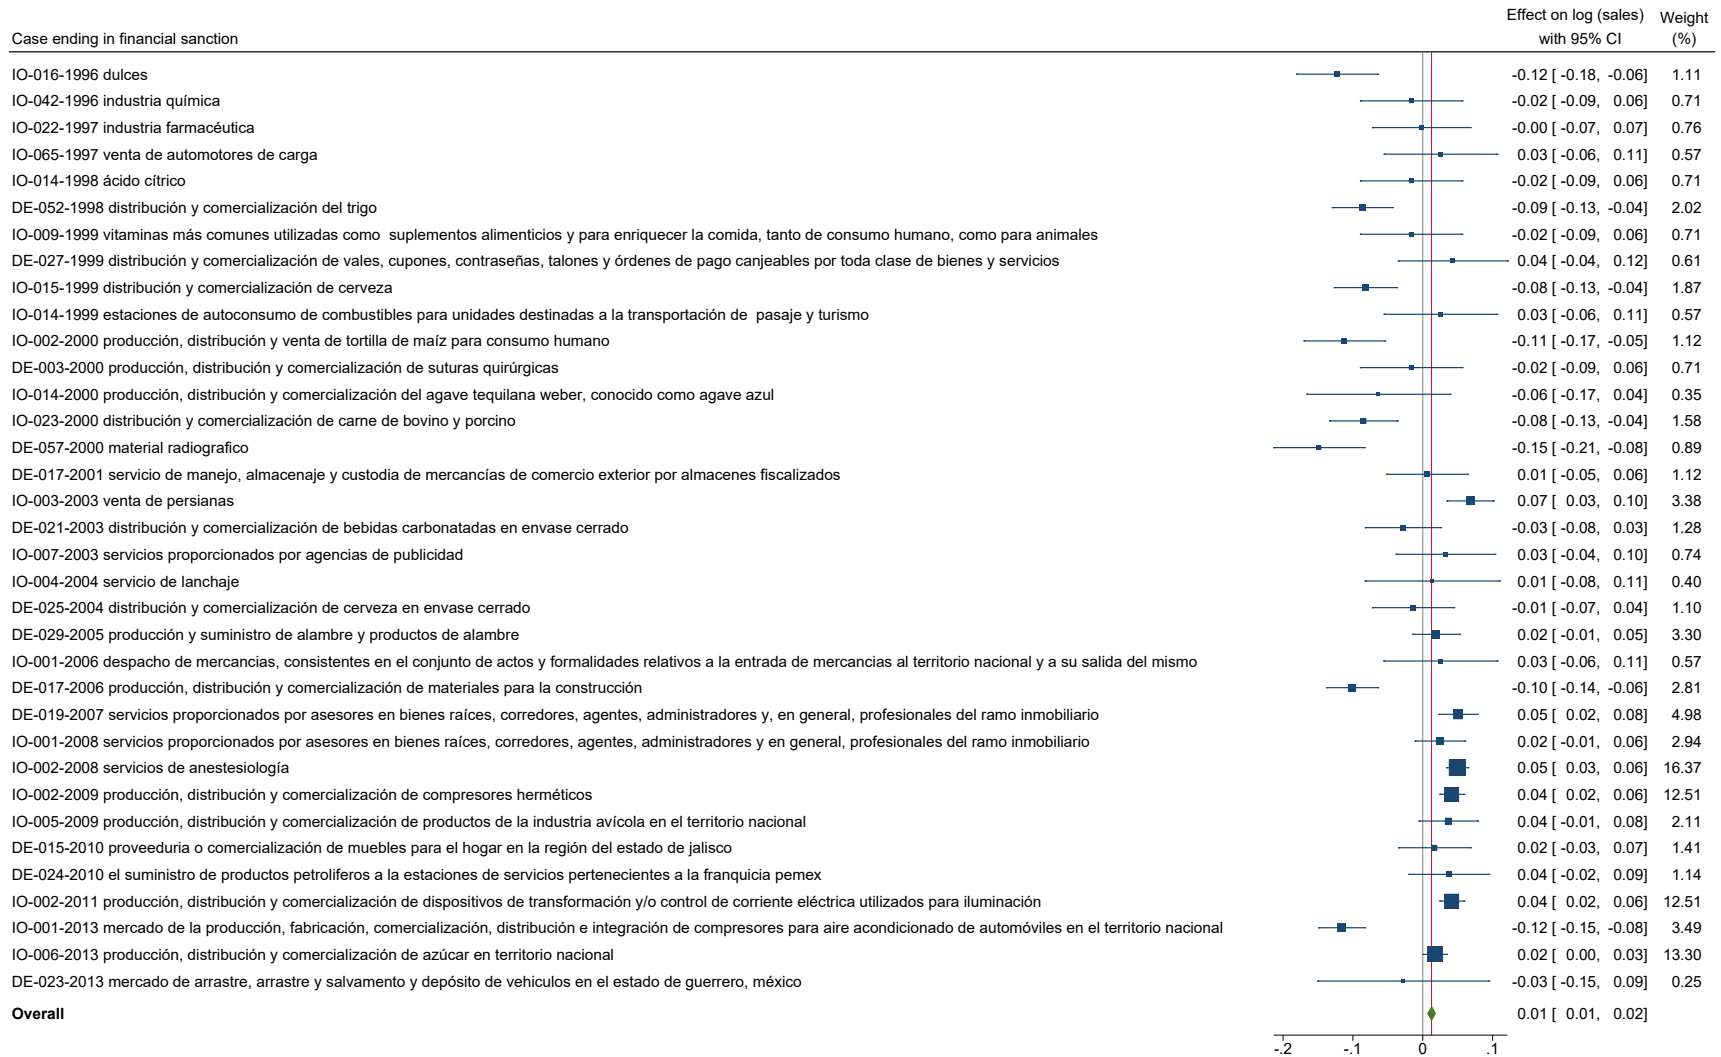 Effect on log (sales) Weight
Case ending in financial sanction with 95% CI (%)
IO-016-1996 dulces -0.12 [ -0.18, -0.06] 1.11
IO-042-1996 industria química -0.02 [ -0.09, 0.06] 0.71
IO-022-1997 industria farmacéutica -0.00 [ -0.07, 0.07] 0.76
IO-065-1997 venta de automotores de carga 0.03 [ -0.06, 0.11] 0.57
IO-014-1998 ácido cítrico -0.02 [ -0.09, 0.06] 0.71
DE-052-1998 distribución y comercialización del trigo -0.09 [ -0.13, -0.04] 2.02
IO-009-1999 vitaminas más comunes utilizadas como suplementos alimenticios y para enriquecer la comida, tanto de consumo humano, como para animales -0.02 [ -0.09, 0.06] 0.71
DE-027-1999 distribución y comercialización de vales, cupones, contraseñas, talones y órdenes de pago canjeables por toda clase de bienes y servicios 0.04 [ -0.04, 0.12] 0.61
IO-015-1999 distribución y comercialización de cerveza -0.08 [ -0.13, -0.04] 1.87
IO-014-1999 estaciones de autoconsumo de combustibles para unidades destinadas a la transportación de pasaje y turismo 0.03 [ -0.06, 0.11] 0.57
IO-002-2000 producción, distribución y venta de tortilla de maíz para consumo humano -0.11 [ -0.17, -0.05] 1.12
DE-003-2000 producción, distribución y comercialización de suturas quirúrgicas -0.02 [ -0.09, 0.06] 0.71
IO-014-2000 producción, distribución y comercialización del agave tequilana weber, conocido como agave azul -0.06 [ -0.17, 0.04] 0.35
IO-023-2000 distribución y comercialización de carne de bovino y porcino -0.08 [ -0.13, -0.04] 1.58
DE-057-2000 material radiografico -0.15 [ -0.21, -0.08] 0.89
DE-017-2001 servicio de manejo, almacenaje y custodia de mercancías de comercio exterior por almacenes fiscalizados 0.01 [ -0.05, 0.06] 1.12
IO-003-2003 venta de persianas 0.07 [ 0.03, 0.10] 3.38
DE-021-2003 distribución y comercialización de bebidas carbonatadas en envase cerrado -0.03 [ -0.08, 0.03] 1.28
IO-007-2003 servicios proporcionados por agencias de publicidad 0.03 [ -0.04, 0.10] 0.74
IO-004-2004 servicio de lanchaje 0.01 [ -0.08, 0.11] 0.40
DE-025-2004 distribución y comercialización de cerveza en envase cerrado -0.01 [ -0.07, 0.04] 1.10
DE-029-2005 producción y suministro de alambre y productos de alambre 0.02 [ -0.01, 0.05] 3.30
IO-001-2006 despacho de mercancias, consistentes en el conjunto de actos y formalidades relativos a la entrada de mercancias al territorio nacional y a su salida del mismo 0.03 [ -0.06, 0.11] 0.57
DE-017-2006 producción, distribución y comercialización de materiales para la construcción -0.10 [ -0.14, -0.06] 2.81
DE-019-2007 servicios proporcionados por asesores en bienes raíces, corredores, agentes, administradores y, en general, profesionales del ramo inmobiliario 0.05 [ 0.02, 0.08] 4.98
IO-001-2008 servicios proporcionados por asesores en bienes raíces, corredores, agentes, administradores y en general, profesionales del ramo inmobiliario 0.02 [ -0.01, 0.06] 2.94
IO-002-2008 servicios de anestesiología 0.05 [ 0.03, 0.06] 16.37
IO-002-2009 producción, distribución y comercialización de compresores herméticos 0.04 [ 0.02, 0.06] 12.51
IO-005-2009 producción, distribución y comercialización de productos de la industria avícola en el territorio nacional 0.04 [ -0.01, 0.08] 2.11
DE-015-2010 proveeduria o comercialización de muebles para el hogar en la región del estado de jalisco 0.02 [ -0.03, 0.07] 1.41
DE-024-2010 el suministro de productos petroliferos a la estaciones de servicios pertenecientes a la franquicia pemex 0.04 [ -0.02, 0.09] 1.14
IO-002-2011 producción, distribución y comercialización de dispositivos de transformación y/o control de corriente eléctrica utilizados para iluminación 0.04 [ 0.02, 0.06] 12.51
IO-001-2013 mercado de la producción, fabricación, comercialización, distribución e integración de compresores para aire acondicionado de automóviles en el territorio nacional -0.12 [ -0.15, -0.08] 3.49
IO-006-2013 producción, distribución y comercialización de azúcar en territorio nacional 0.02 [ 0.00, 0.03] 13.30
DE-023-2013 mercado de arrastre, arrastre y salvamento y depósito de vehiculos en el estado de guerrero, méxico -0.03 [ -0.15, 0.09] 0.25
Overall 0.01 [ 0.01, 0.02]
-.2 -.1 0 .1